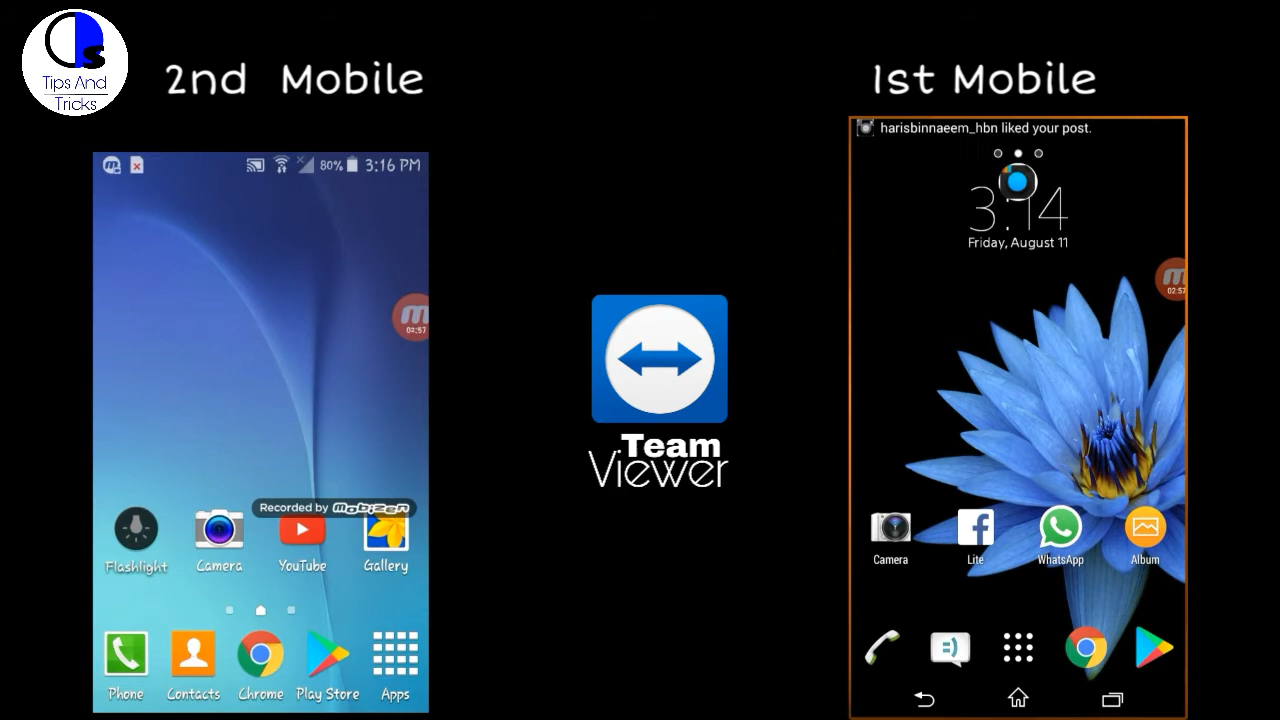 Tips And
Tricks
2nd Mobile
1st Mobile
80% 3:16 PM
02:57
Recorded by mobizen
Flashlight
Camera
YouTube
Gallery
Phone
Contacts
Chrome
Play Store
Apps
Team
Viewer
harisbinnaeem_hbn liked your post.
3:14
Friday, August 11
02:57
Camera
Lite
WhatsApp
Album